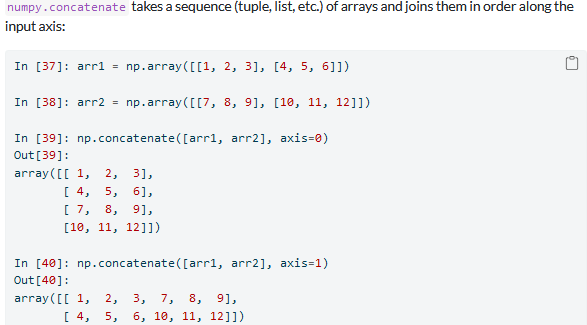 numpy.concatenate takes a sequence (tuple, list, etc.) of arrays and joins them in order along the
input axis:
In [37]: arr1 = np.array([[1, 2, 3], [4, 5, 6]])
In [38]: arr2 = np.array([[7, 8, 9], [10, 11, 12]])
In [39]: np.concatenate([arr1, arr2], axis=0)
Out[39]:
array([[ 1,  2,  3],
       [ 4,  5,  6],
       [ 7,  8,  9],
       [10, 11, 12]])
In [40]: np.concatenate([arr1, arr2], axis=1)
Out[40]:
array([[ 1,  2,  3,  7,  8,  9],
       [ 4,  5,  6, 10, 11, 12]])